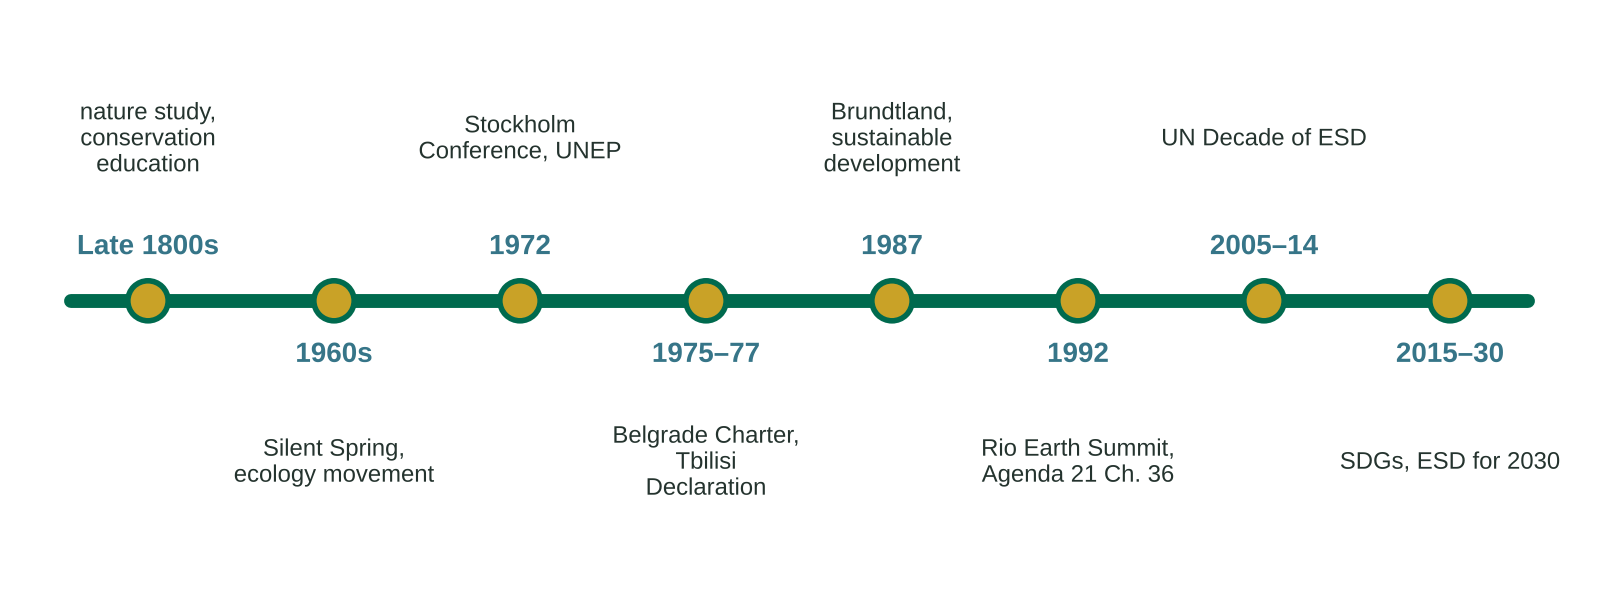 nature study,
conservation
education
Late 1800s
1960s
Silent Spring,
ecology movement
Stockholm
Conference, UNEP
1972
1975–77
Belgrade Charter,
Tbilisi
Declaration
Brundtland,
sustainable
development
1987
1992
Rio Earth Summit,
Agenda 21 Ch. 36
UN Decade of ESD
2005–14
2015–30
SDGs, ESD for 2030